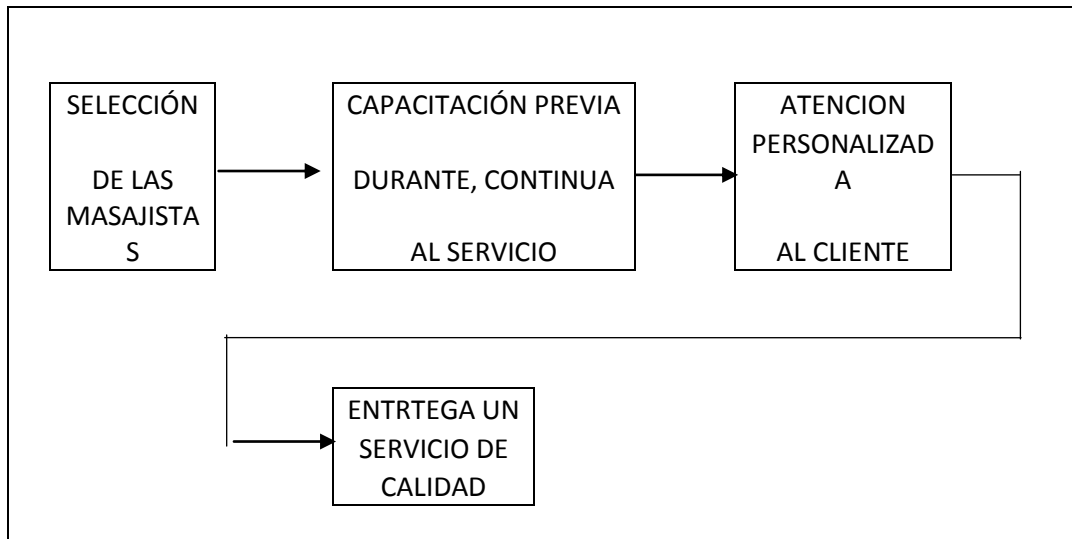 SELECCIÓN
DE LAS
MASAJISTA
S
CAPACITACIÓN PREVIA
DURANTE, CONTINUA
AL SERVICIO
ATENCION
PERSONALIZAD
A
AL CLIENTE
ENTRTEGA UN
SERVICIO DE
CALIDAD